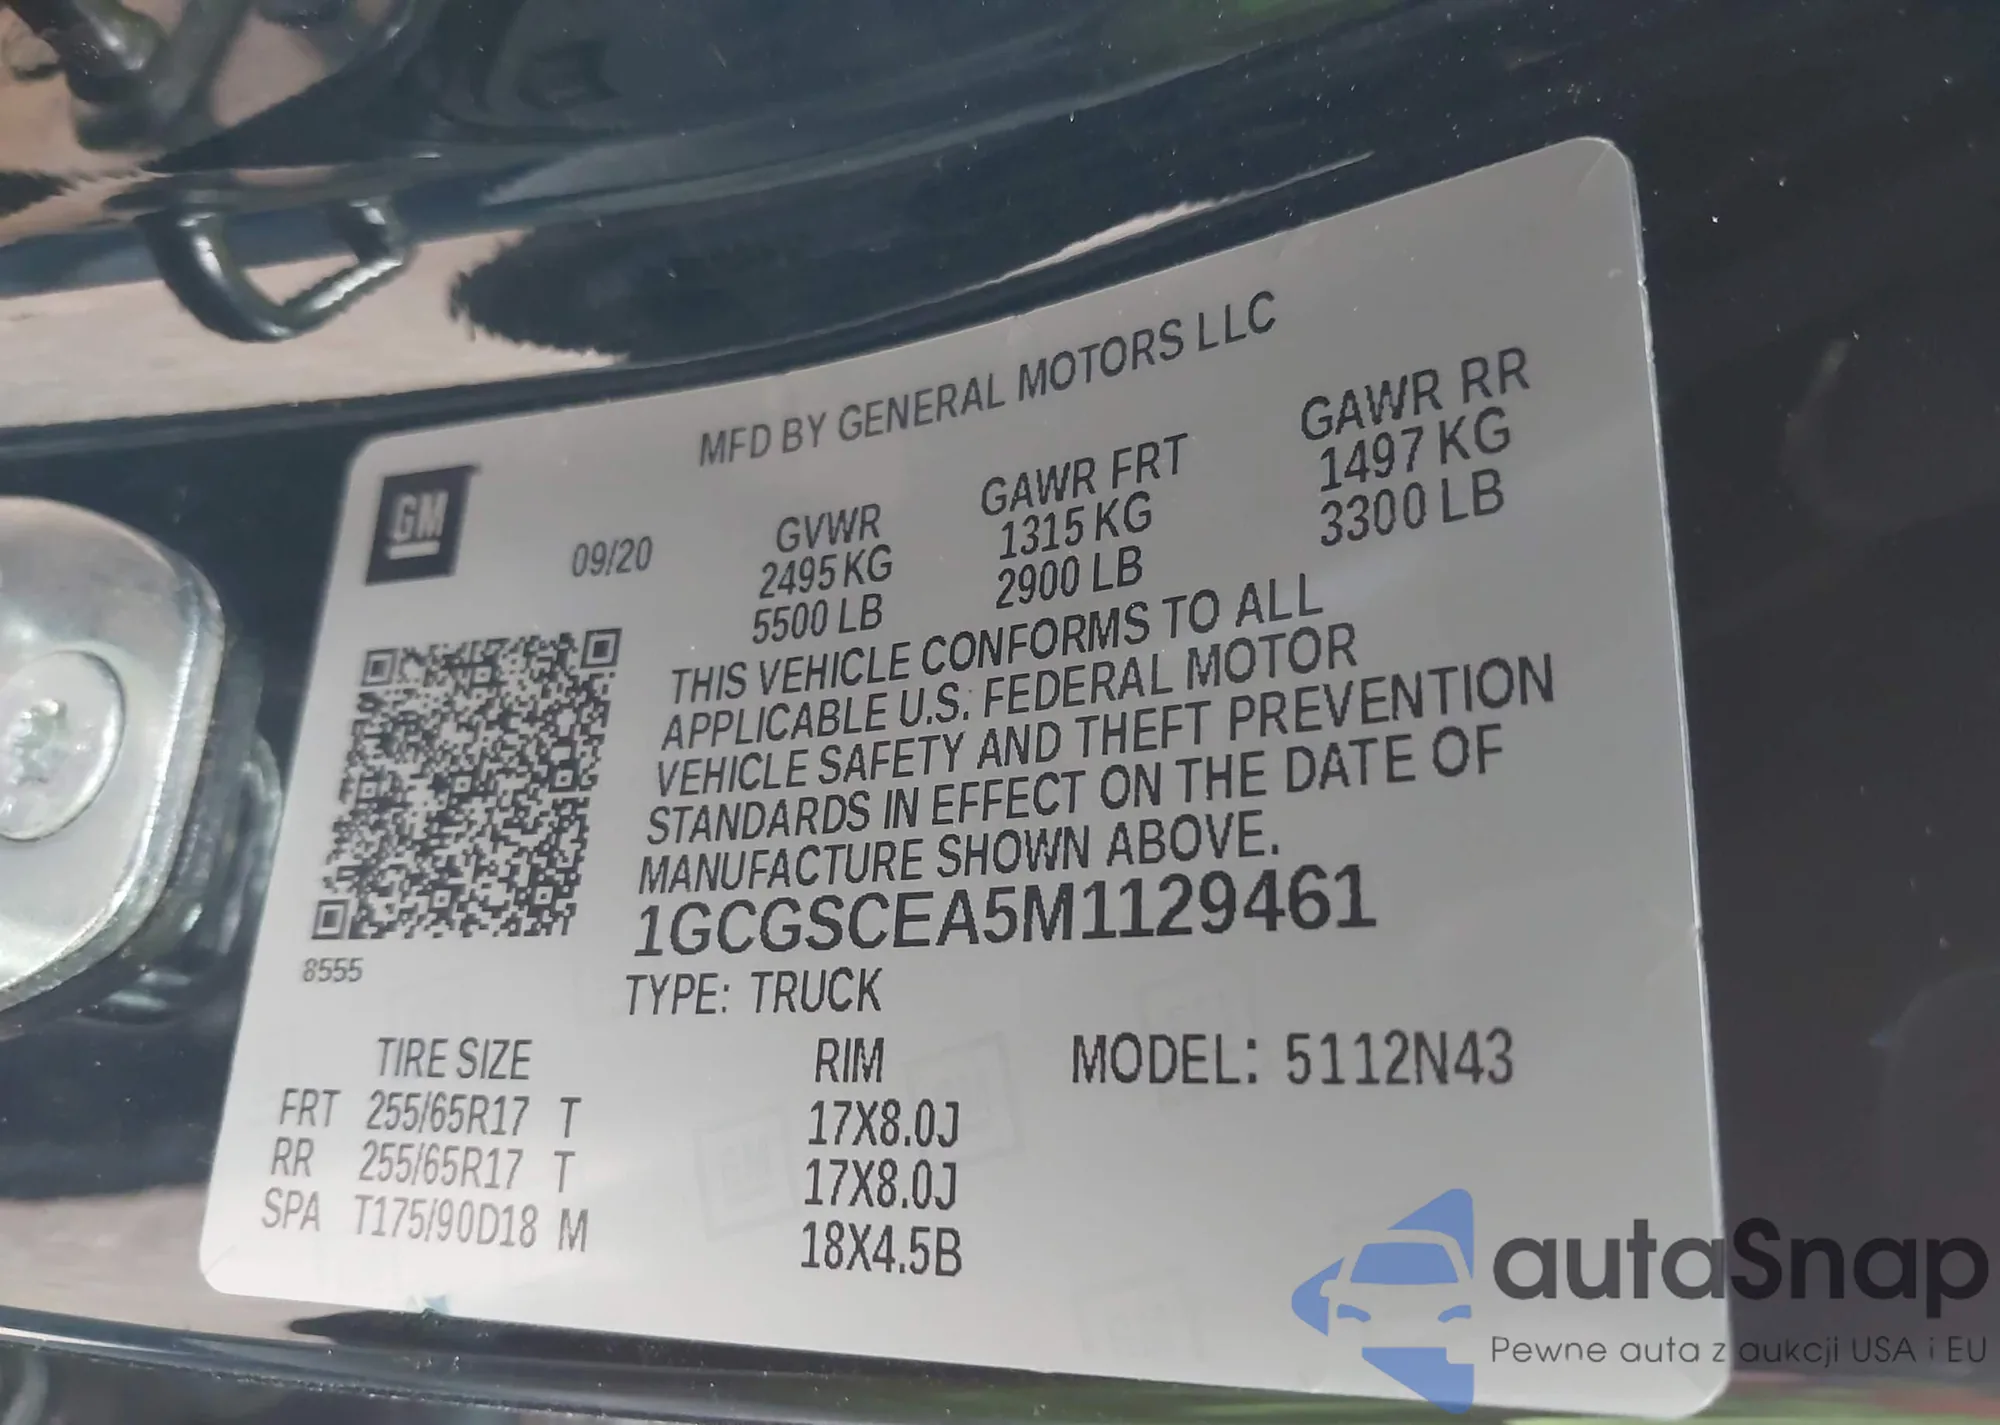 MFD BY GENERAL MOTORS LLC
GM
09/20
GVWR
2495 KG
5500 LB
GAWR FRT
1315 KG
2900 LB
GAWR RR
1497 KG
3300 LB
THIS VEHICLE CONFORMS TO ALL
APPLICABLE U.S. FEDERAL MOTOR
VEHICLE SAFETY AND THEFT PREVENTION
STANDARDS IN EFFECT ON THE DATE OF
MANUFACTURE SHOWN ABOVE.
1GCGSCEA5M1129461
8555
TYPE: TRUCK
TIRE SIZE RIM MODEL: 5112N43
FRT 255/65R17 T 17X8.0J
RR 255/65R17 T 17X8.0J
SPA T175/90D18 M 18X4.5B
autaSnap
Pewne auta z aukcji USA i EU